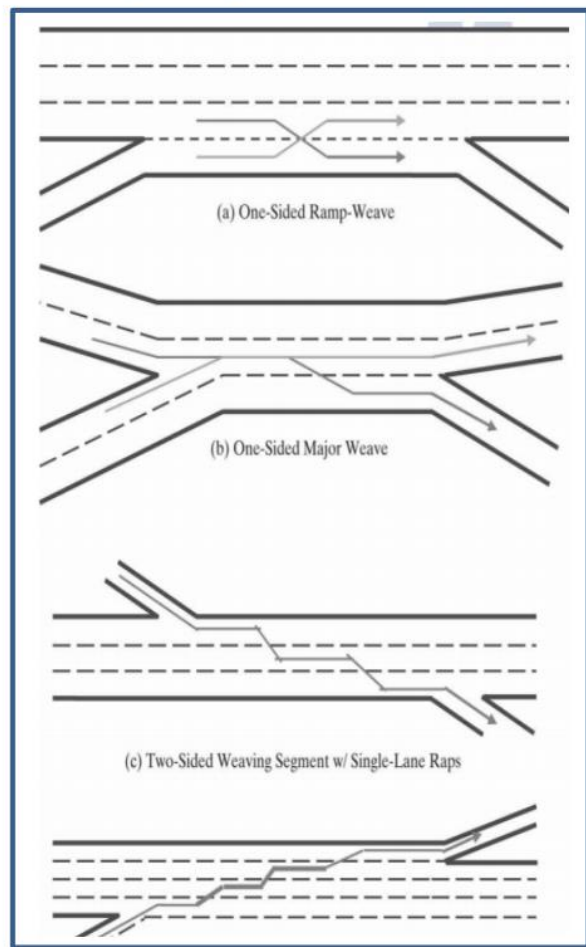 (a) One-Sided Ramp-Weave
(b) One-Sided Major Weave
(c) Two-Sided Weaving Segment w/ Single-Lane Raps